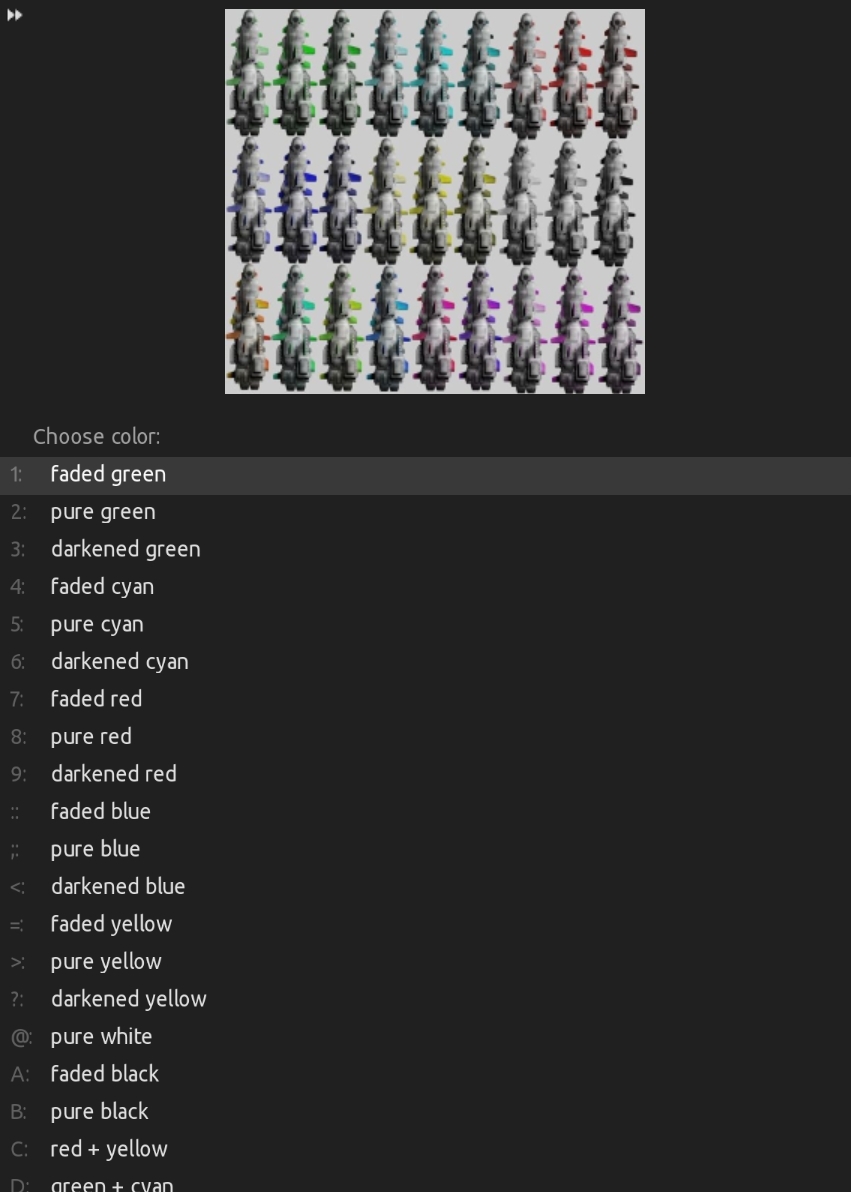 Choose color:
1: faded green
2: pure green
3: darkened green
4: faded cyan
5: pure cyan
6: darkened cyan
7: faded red
8: pure red
9: darkened red
:: faded blue
;: pure blue
<: darkened blue
=: faded yellow
>: pure yellow
?: darkened yellow
@: pure white
A: faded black
B: pure black
C: red + yellow
D: green + cyan